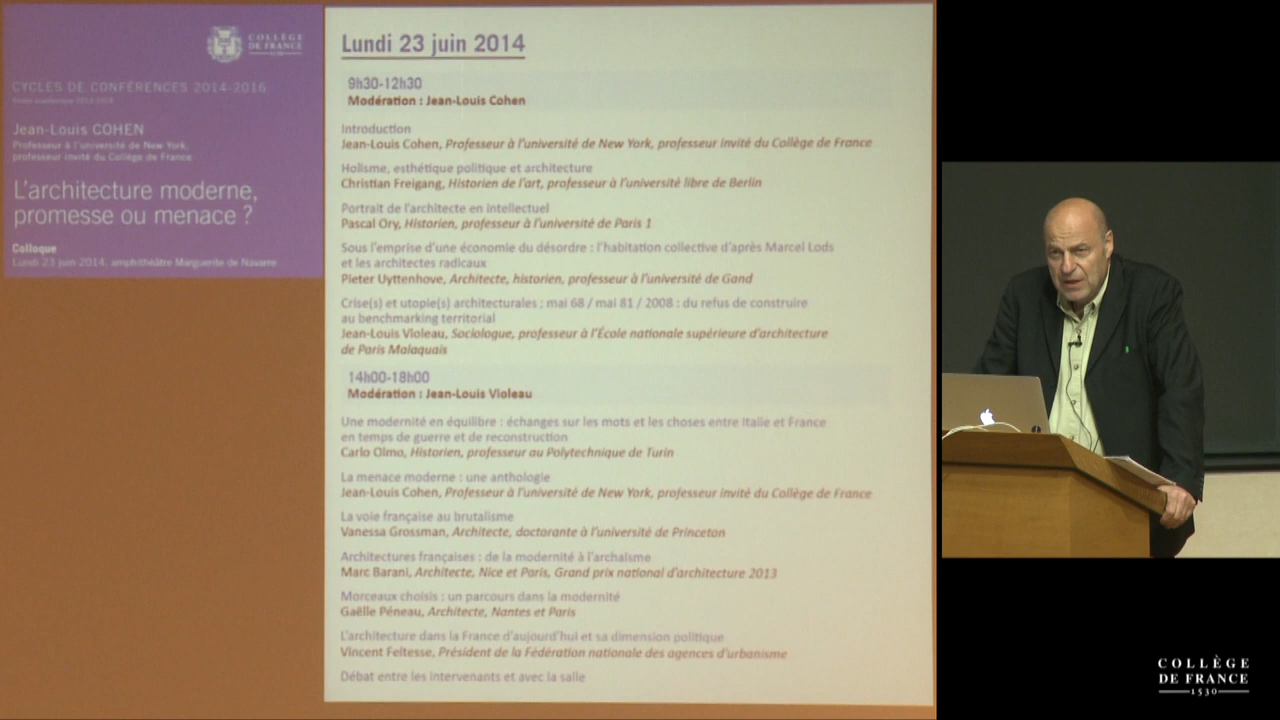 COLLÈGE
DE FRANCE
1530
CYCLES DE CONFÉRENCES 2014-2016
Jean-Louis COHEN
Professeur à l'université de New York,
professeur invité du Collège de France
L'architecture moderne,
promesse ou menace ?
Colloque
Lundi 23 juin 2014, amphithéâtre Marguerite de Navarre
Lundi 23 juin 2014
9h30-12h30
Modération : Jean-Louis Cohen
Introduction
Jean-Louis Cohen, Professeur à l'université de New York, professeur invité du Collège de France
Holisme, esthétique politique et architecture
Christian Freigang, Historien de l'art, professeur à l'université libre de Berlin
Portrait de l'architecte en intellectuel
Pascal Ory, Historien, professeur à l'université de Paris 1
Sous l'emprise d'une économie du désordre : l'habitation collective d'après Marcel Lods
et les architectes radicaux
Pieter Uyttenhove, Architecte, historien, professeur à l'université de Gand
Crise(s) et utopie(s) architecturales ; mai 68 / mai 81 / 2008 : du refus de construire
au benchmarking territorial
Jean-Louis Violeau, Sociologue, professeur à l'École nationale supérieure d'architecture
de Paris Malaquais
14h00-18h00
Modération : Jean-Louis Violeau
Une modernité en équilibre : échanges sur les mots et les choses entre Italie et France
en temps de guerre et de reconstruction
Carlo Olmo, Historien, professeur au Polytechnique de Turin
La menace moderne : une anthologie
Jean-Louis Cohen, Professeur à l'université de New York, professeur invité du Collège de France
La voie française au brutalisme
Vanessa Grossman, Architecte, doctorante à l'université de Princeton
Architectures françaises : de la modernité à l'archaïsme
Marc Barani, Architecte, Nice et Paris, Grand prix national d'architecture 2013
Morceaux choisis : un parcours dans la modernité
Gaëlle Péneau, Architecte, Nantes et Paris
L'architecture dans la France d'aujourd'hui et sa dimension politique
Vincent Feltesse, Président de la Fédération nationale des agences d'urbanisme
Débat entre les intervenants et avec la salle
COLLÈGE
DE FRANCE
1530